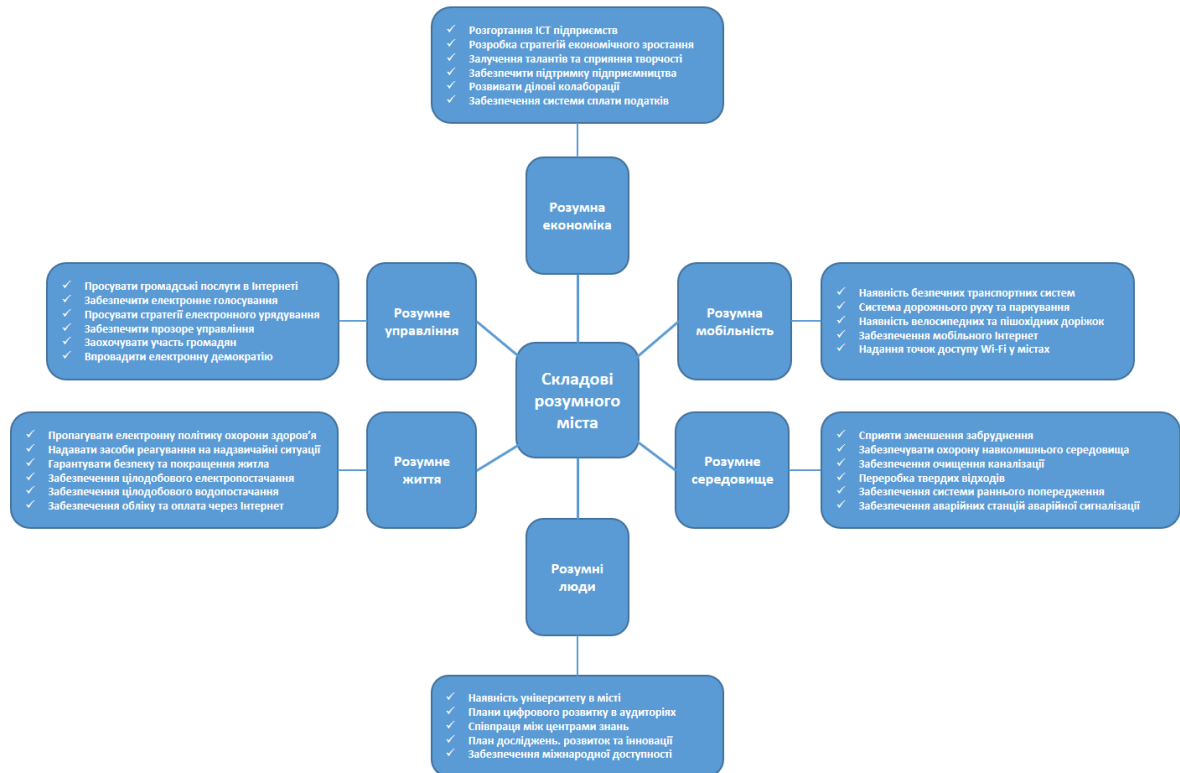 Розгортання ІСТ підприємств
Розробка стратегій економічного зростання
Залучення талантів та сприяння творчості
Забезпечити підтримку підприємництва
Розвивати ділові колаборації
Забезпечення системи сплати податків
Розумна
економіка
Просувати громадські послуги в Інтернеті
Забезпечити електронне голосування
Просувати стратегії електронного урядування
Забезпечити прозоре управління
Заохочувати участь громадян
Впровадити електронну демократію
Розумне
управління
Розумна
мобільність
Наявність безпечних транспортних систем
Система дорожнього руху та паркування
Наявність велосипедних та пішохідних доріжок
Забезпечення мобільного Інтернет
Надання точок доступу Wi-Fi у містах
Складові
розумного
міста
Пропагувати електронну політику охорони здоров’я
Надавати засоби реагування на надзвичайні ситуації
Гарантувати безпеку та покращення житла
Забезпечення цілодобового електропостачання
Забезпечення цілодобового водопостачання
Забезпечення обліку та оплата через Інтернет
Розумне
життя
Розумне
середовище
Сприяти зменшення забруднення
Забезпечувати охорону навколишнього середовища
Забезпечення очищення каналізації
Переробка твердих відходів
Забезпечення системи раннього попередження
Забезпечення аварійних станцій аварійної сигналізації
Розумні
люди
Наявність університету в місті
Плани цифрового розвитку в аудиторіях
Співпраця між центрами знань
План досліджень. розвиток та інновації
Забезпечення міжнародної доступності